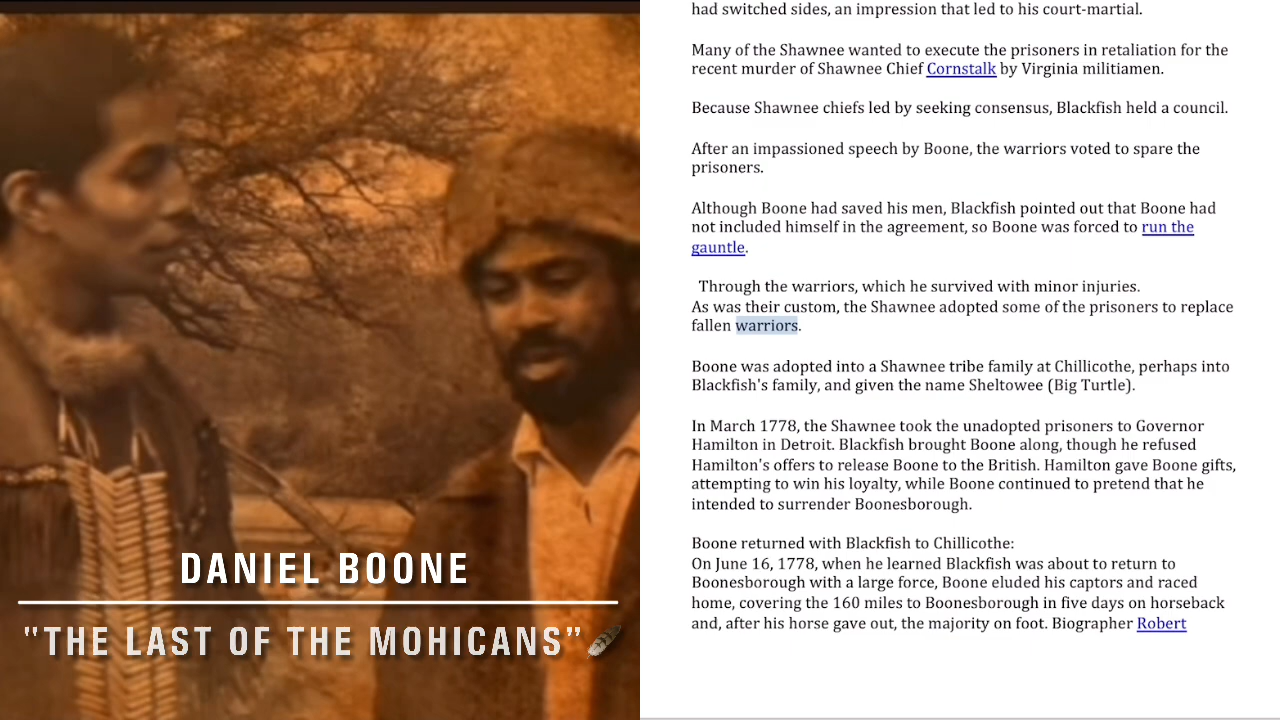 DANIEL BOONE
"THE LAST OF THE MOHICANS”
had switched sides, an impression that led to his court-martial.
Many of the Shawnee wanted to execute the prisoners in retaliation for the
recent murder of Shawnee Chief Cornstalk by Virginia militiamen.
Because Shawnee chiefs led by seeking consensus, Blackfish held a council.
After an impassioned speech by Boone, the warriors voted to spare the
prisoners.
Although Boone had saved his men, Blackfish pointed out that Boone had
not included himself in the agreement, so Boone was forced to run the
gauntle.
Through the warriors, which he survived with minor injuries.
As was their custom, the Shawnee adopted some of the prisoners to replace
fallen warriors.
Boone was adopted into a Shawnee tribe family at Chillicothe, perhaps into
Blackfish's family, and given the name Sheltowee (Big Turtle).
In March 1778, the Shawnee took the unadopted prisoners to Governor
Hamilton in Detroit. Blackfish brought Boone along, though he refused
Hamilton's offers to release Boone to the British. Hamilton gave Boone gifts,
attempting to win his loyalty, while Boone continued to pretend that he
intended to surrender Boonesborough.
Boone returned with Blackfish to Chillicothe:
On June 16, 1778, when he learned Blackfish was about to return to
Boonesborough with a large force, Boone eluded his captors and raced
home, covering the 160 miles to Boonesborough in five days on horseback
and, after his horse gave out, the majority on foot. Biographer Robert